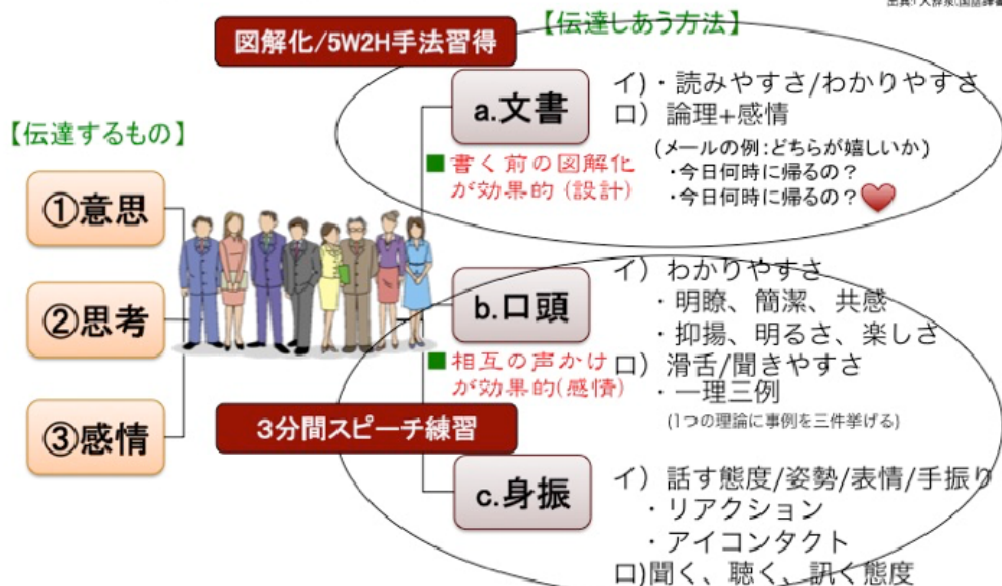 図解化/5W2H手法習得
【伝達しあう方法】
【伝達するもの】
①意思
②思考
③感情
a.文書
イ)・読みやすさ/わかりやすさ
ロ）論理+感情
(メールの例:どちらが嬉しいか)
・今日何時に帰るの？
・今日何時に帰るの？
■書く前の図解化
が効果的(設計)
b.口頭
イ）わかりやすさ
・明瞭、簡潔、共感
・抑揚、明るさ、楽しさ
ロ）滑舌/聞きやすさ
・一理三例
(1つの理論に事例を三件挙げる)
■相互の声かけ
が効果的(感情)
3分間スピーチ練習
c.身振
イ）話す態度/姿勢/表情/手振り
・リアクション
・アイコンタクト
ロ)聞く、聴く、訊く態度